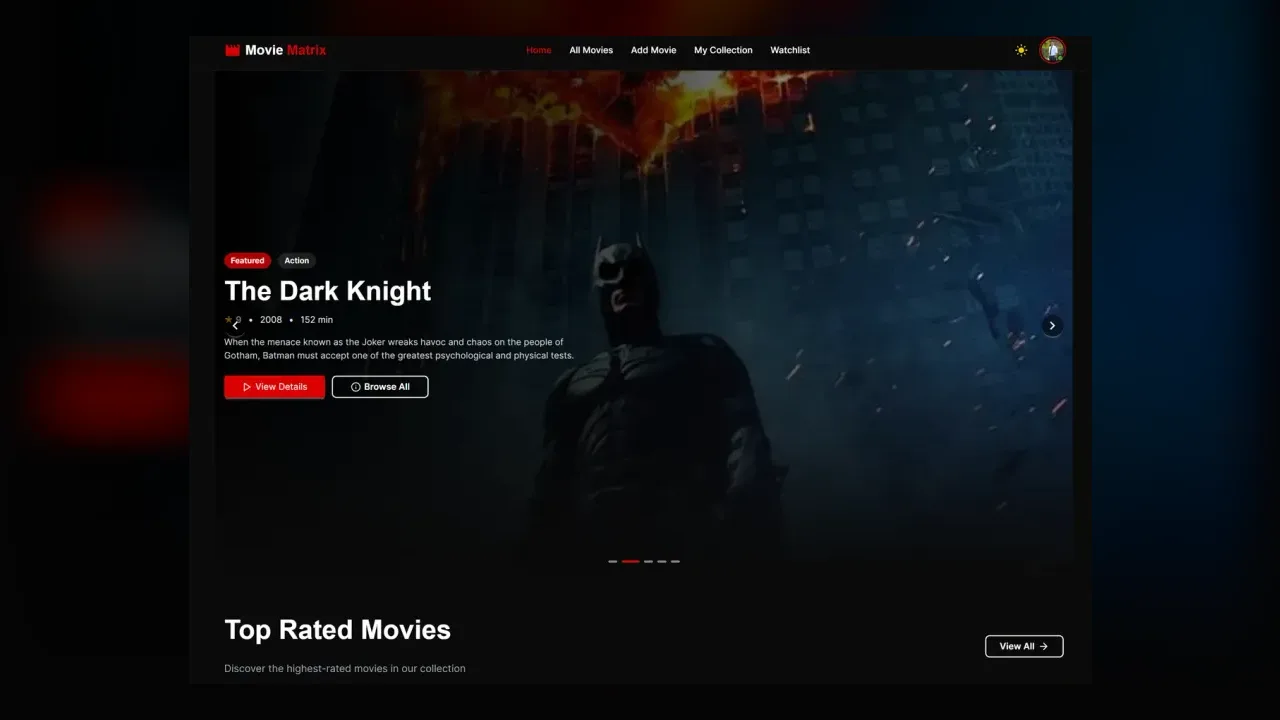 Movie Matrix
Home All Movies Add Movie My Collection Watchlist
Featured Action
The Dark Knight
• 2008 • 152 min
When the menace known as the Joker wreaks havoc and chaos on the people of
Gotham, Batman must accept one of the greatest psychological and physical tests.
View Details Browse All
Top Rated Movies
View All
Discover the highest-rated movies in our collection